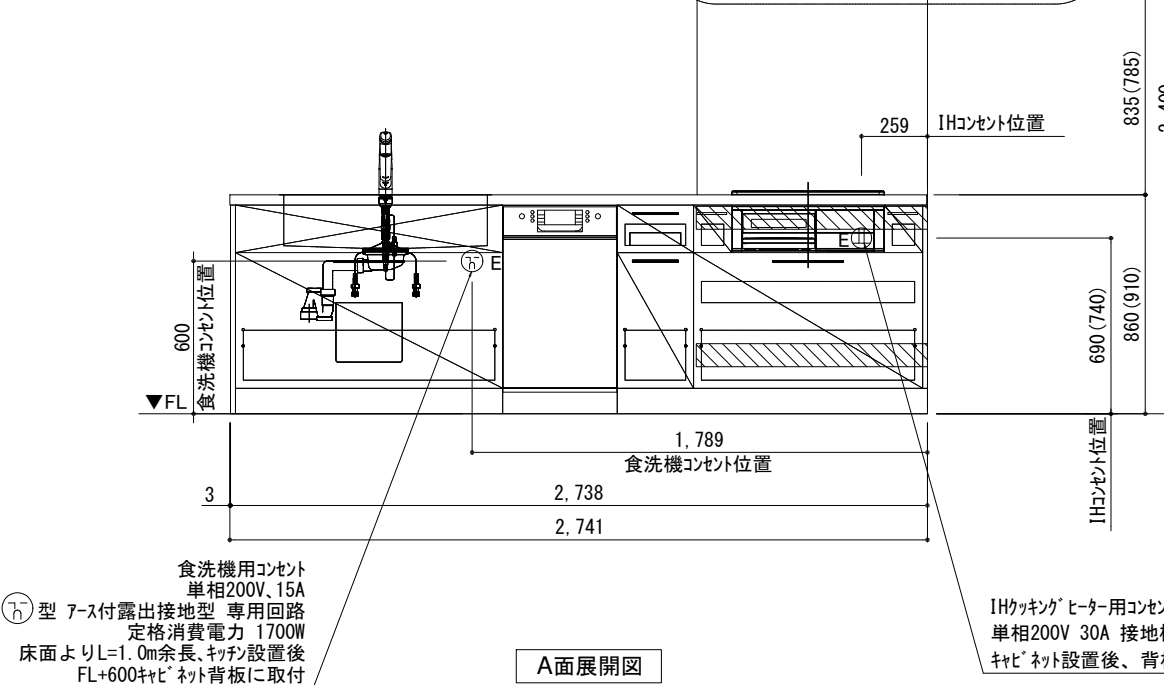 835(785)
259
IHコンセント位置
E
E
600
食洗機コンセント位置
690(740)
860(910)
▼FL
1,789
食洗機コンセント位置
IHコンセント位置
3
2,738
2,741
食洗機用コンセント
単相200V、15A
型 アース付露出接地型 専用回路
定格消費電力 1700W
床面よりL=1.0m余長、キッチン設置後
FL+600キャビネット背板に取付
A面展開図
IHクッキングヒーター用コンセン
単相200V 30A 接地
キャビネット設置後、背